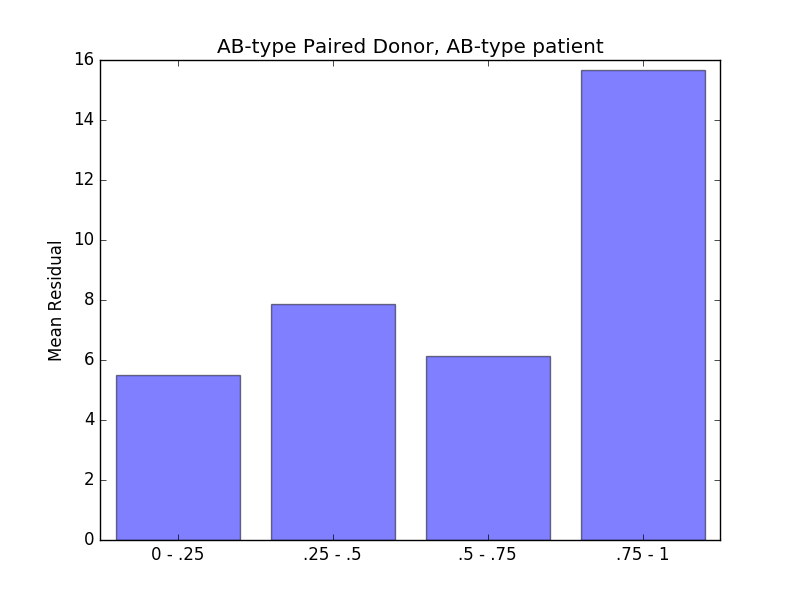 AB-type Paired Donor, AB-type patient
Mean Residual
16
14
12
10
8
6
4
2
0
0 - .25
.25 - .5
.5 - .75
.75 - 1